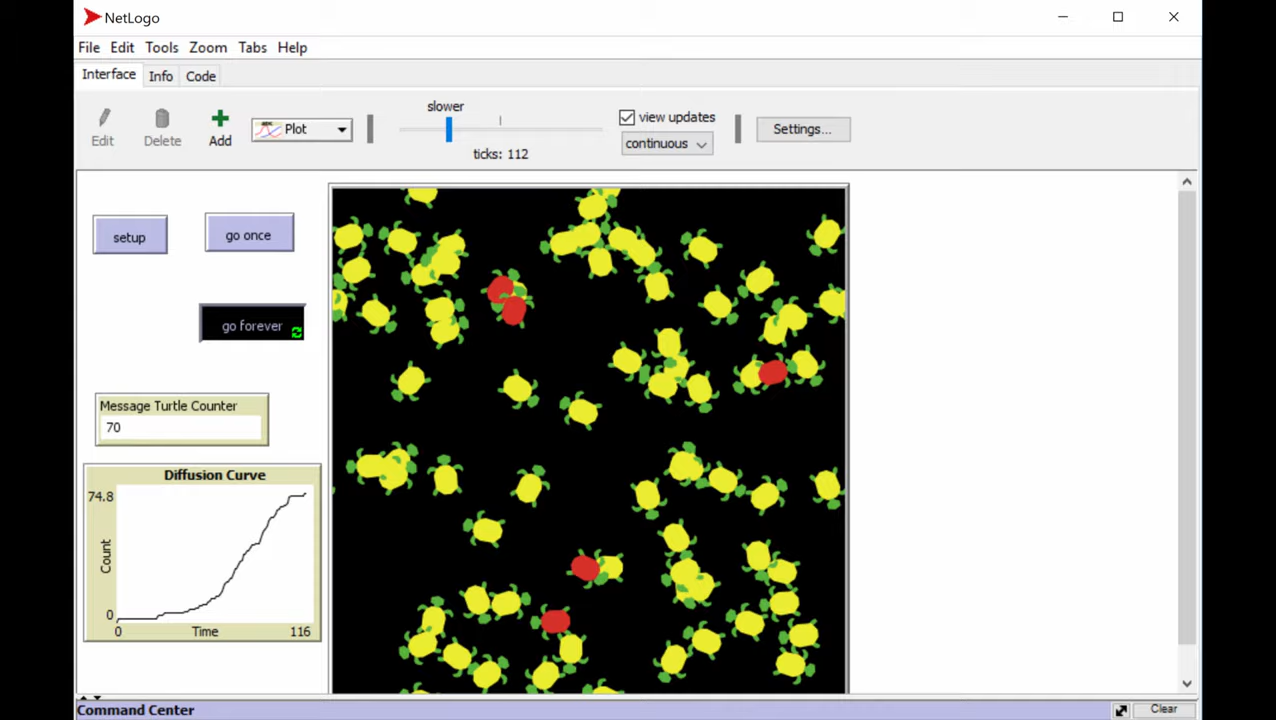 NetLogo
File Edit Tools Zoom Tabs Help
Interface Info Code
Edit Delete Add Plot
slower
ticks: 112
view updates
continuous
Settings...
setup
go once
go forever
Message Turtle Counter
70
Diffusion Curve
74.8
Count
0
0 Time 116
Command Center Clear